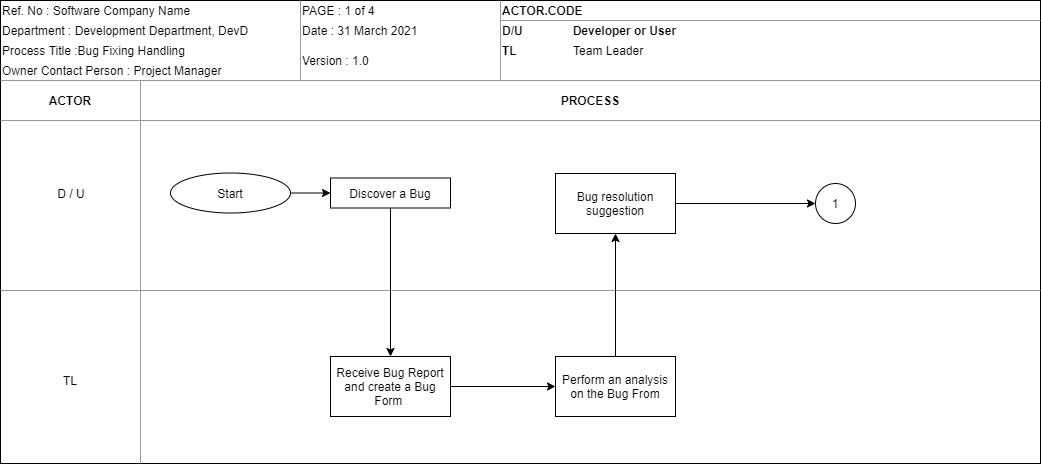 Ref. No : Software Company Name
PAGE : 1 of 4
ACTOR.CODE
Department : Development Department, DevD
Date : 31 March 2021
D/U Developer or User
Process Title :Bug Fixing Handling
TL Team Leader
Version : 1.0
Owner Contact Person : Project Manager
ACTOR
PROCESS
D / U
Start
Discover a Bug
Bug resolution
suggestion
1
TL
Receive Bug Report
and create a Bug
Form
Perform an analysis
on the Bug From